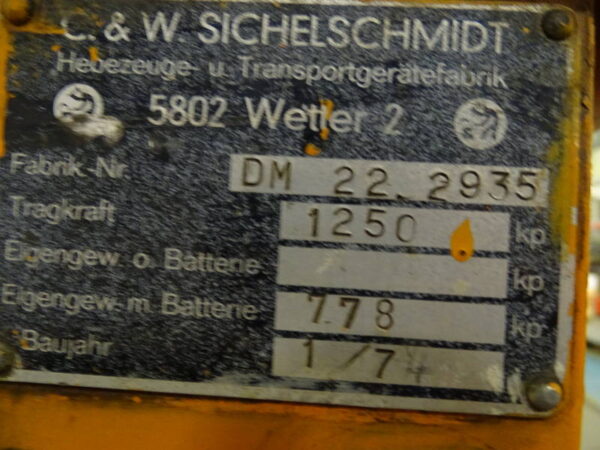 C. & W. SICHELSCHMIDT
Hebezeuge- u. Transportgerätefabrik
5802 Wetter 2
Fabrik.-Nr. DM 22.2935
Tragkraft 1250 kp
Eigengew. o. Batterie kp
Eigengew. m. Batterie 778 kp
Baujahr 1/74